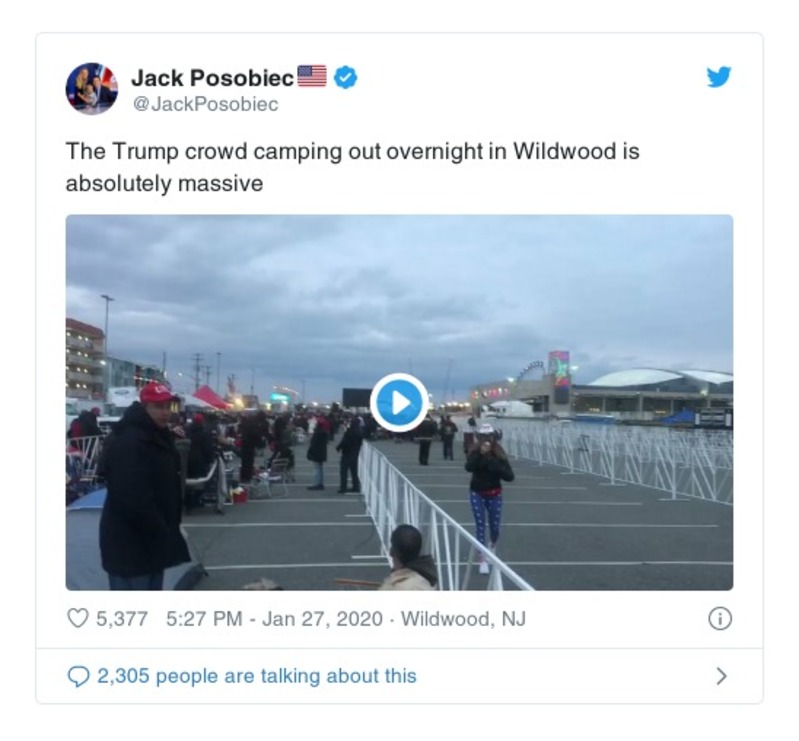 Jack Posobiec
@JackPosobiec
The Trump crowd camping out overnight in Wildwood is
absolutely massive
5,377 5:27 PM - Jan 27, 2020 · Wildwood, NJ
2,305 people are talking about this